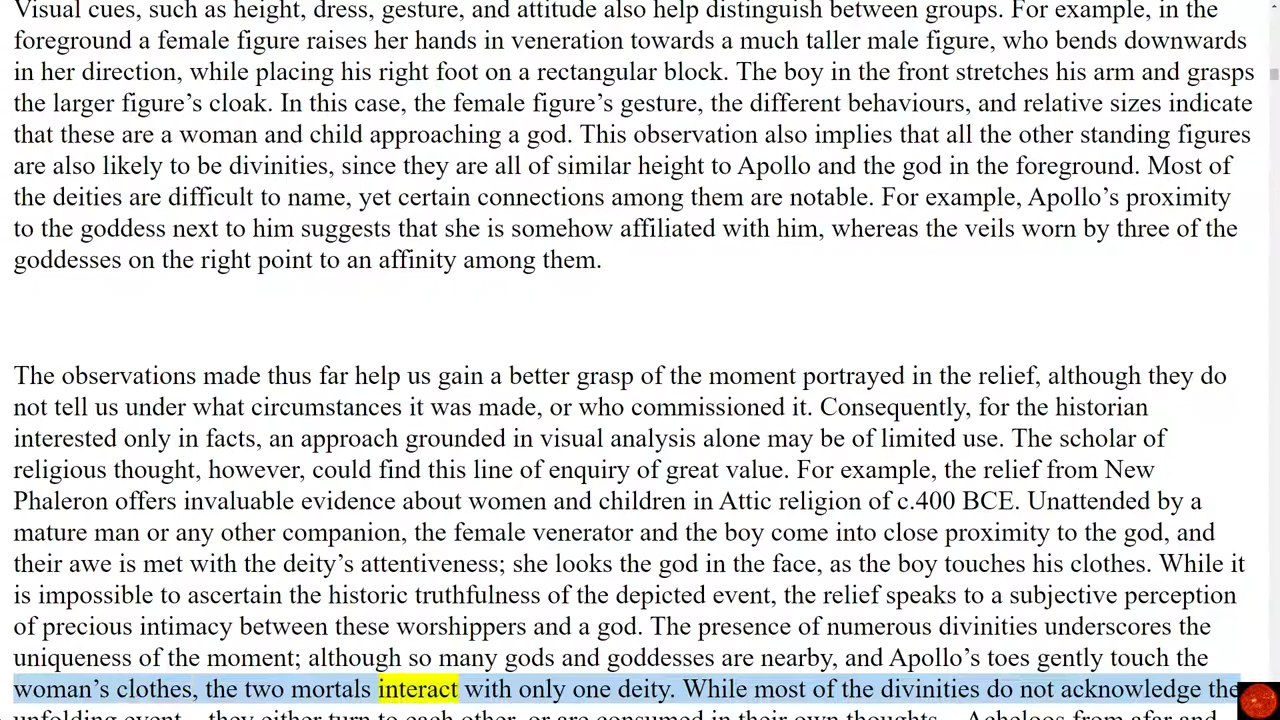 Visual cues, such as height, dress, gesture, and attitude also help distinguish between groups. For example, in the
foreground a female figure raises her hands in veneration towards a much taller male figure, who bends downwards
in her direction, while placing his right foot on a rectangular block. The boy in the front stretches his arm and grasps
the larger figure’s cloak. In this case, the female figure’s gesture, the different behaviours, and relative sizes indicate
that these are a woman and child approaching a god. This observation also implies that all the other standing figures
are also likely to be divinities, since they are all of similar height to Apollo and the god in the foreground. Most of
the deities are difficult to name, yet certain connections among them are notable. For example, Apollo’s proximity
to the goddess next to him suggests that she is somehow affiliated with him, whereas the veils worn by three of the
goddesses on the right point to an affinity among them.
The observations made thus far help us gain a better grasp of the moment portrayed in the relief, although they do
not tell us under what circumstances it was made, or who commissioned it. Consequently, for the historian
interested only in facts, an approach grounded in visual analysis alone may be of limited use. The scholar of
religious thought, however, could find this line of enquiry of great value. For example, the relief from New
Phaleron offers invaluable evidence about women and children in Attic religion of c.400 BCE. Unattended by a
mature man or any other companion, the female venerator and the boy come into close proximity to the god, and
their awe is met with the deity’s attentiveness; she looks the god in the face, as the boy touches his clothes. While it
is impossible to ascertain the historic truthfulness of the depicted event, the relief speaks to a subjective perception
of precious intimacy between these worshippers and a god. The presence of numerous divinities underscores the
uniqueness of the moment; although so many gods and goddesses are nearby, and Apollo’s toes gently touch the
woman’s clothes, the two mortals interact with only one deity. While most of the divinities do not acknowledge the
unfolding event – they either turn to each other, or are consumed in their own thoughts – Acheloos from afar and